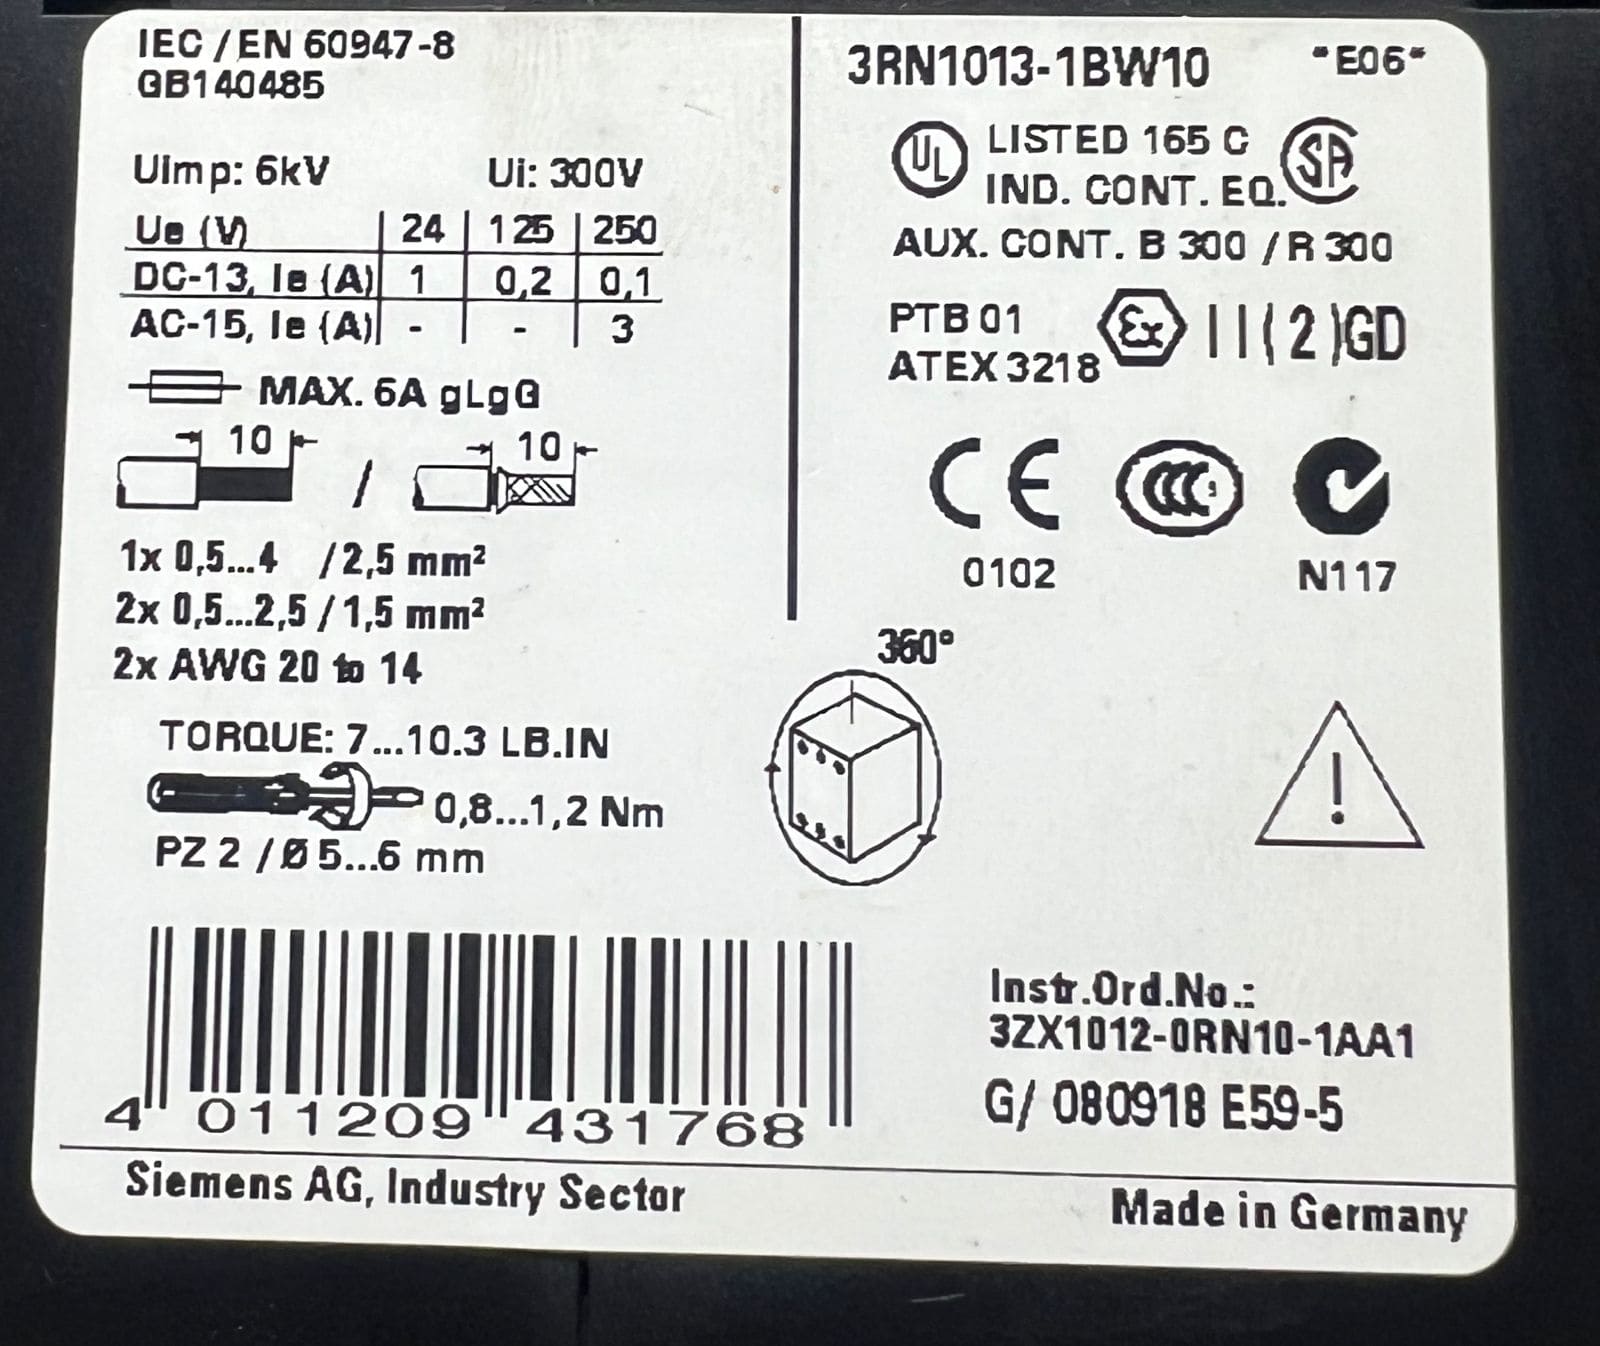 IEC / EN 60947-8
GB140485
Uimp: 6kV Ui: 300V
Ue (V) 24 125 250
DC-13, Ie (A) 1 0,2 0,1
AC-15, Ie (A) - - 3
MAX. 6A gLgG
10 / 10
1x 0,5...4 / 2,5 mm²
2x 0,5...2,5 / 1,5 mm²
2x AWG 20 to 14
TORQUE: 7...10.3 LB.IN
0,8...1,2 Nm
PZ 2 / Ø 5...6 mm
3RN1013-1BW10 *E06*
UL LISTED 165 C SA
IND. CONT. EQ.
AUX. CONT. B 300 / R 300
PTB 01 Ex II (2) GD
ATEX 3218
CE CCC
0102 N117
360°
!
4 011209 431768
Instr.Ord.No.:
3ZX1012-0RN10-1AA1
G/ 080918 E59-5
Siemens AG, Industry Sector
Made in Germany